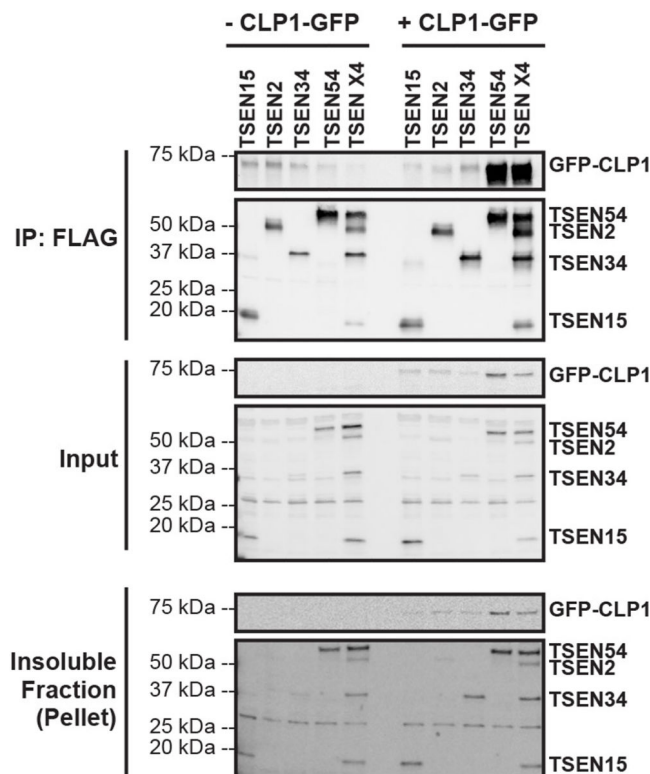 - CLP1-GFP + CLP1-GFP
TSEN15 TSEN2 TSEN34 TSEN54 TSEN X4 TSEN15 TSEN2 TSEN34 TSEN54 TSEN X4
IP: FLAG
75 kDa -- GFP-CLP1
TSEN54
50 kDa -- TSEN2
37 kDa -- TSEN34
25 kDa --
20 kDa -- TSEN15
Input
75 kDa -- GFP-CLP1
TSEN54
50 kDa -- TSEN2
37 kDa -- TSEN34
25 kDa --
20 kDa --
TSEN15
Insoluble
Fraction
(Pellet)
75 kDa -- GFP-CLP1
TSEN54
50 kDa -- TSEN2
37 kDa -- TSEN34
25 kDa --
20 kDa --
TSEN15